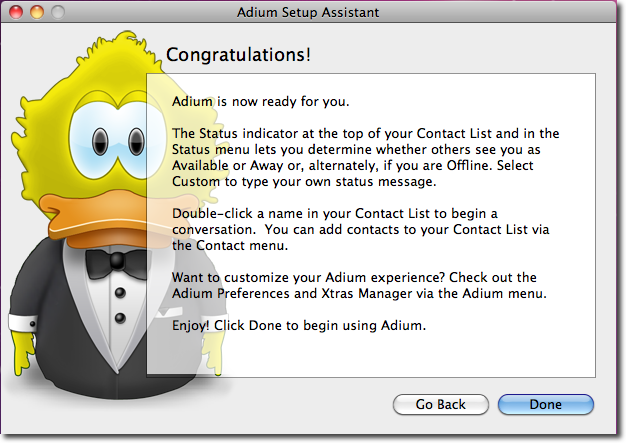 Adium Setup Assistant
Congratulations!
Adium is now ready for you.
The Status indicator at the top of your Contact List and in the
Status menu lets you determine whether others see you as
Available or Away or, alternately, if you are Offline. Select
Custom to type your own status message.
Double-click a name in your Contact List to begin a
conversation.  You can add contacts to your Contact List via
the Contact menu.
Want to customize your Adium experience? Check out the
Adium Preferences and Xtras Manager via the Adium menu.
Enjoy! Click Done to begin using Adium.
Go Back
Done